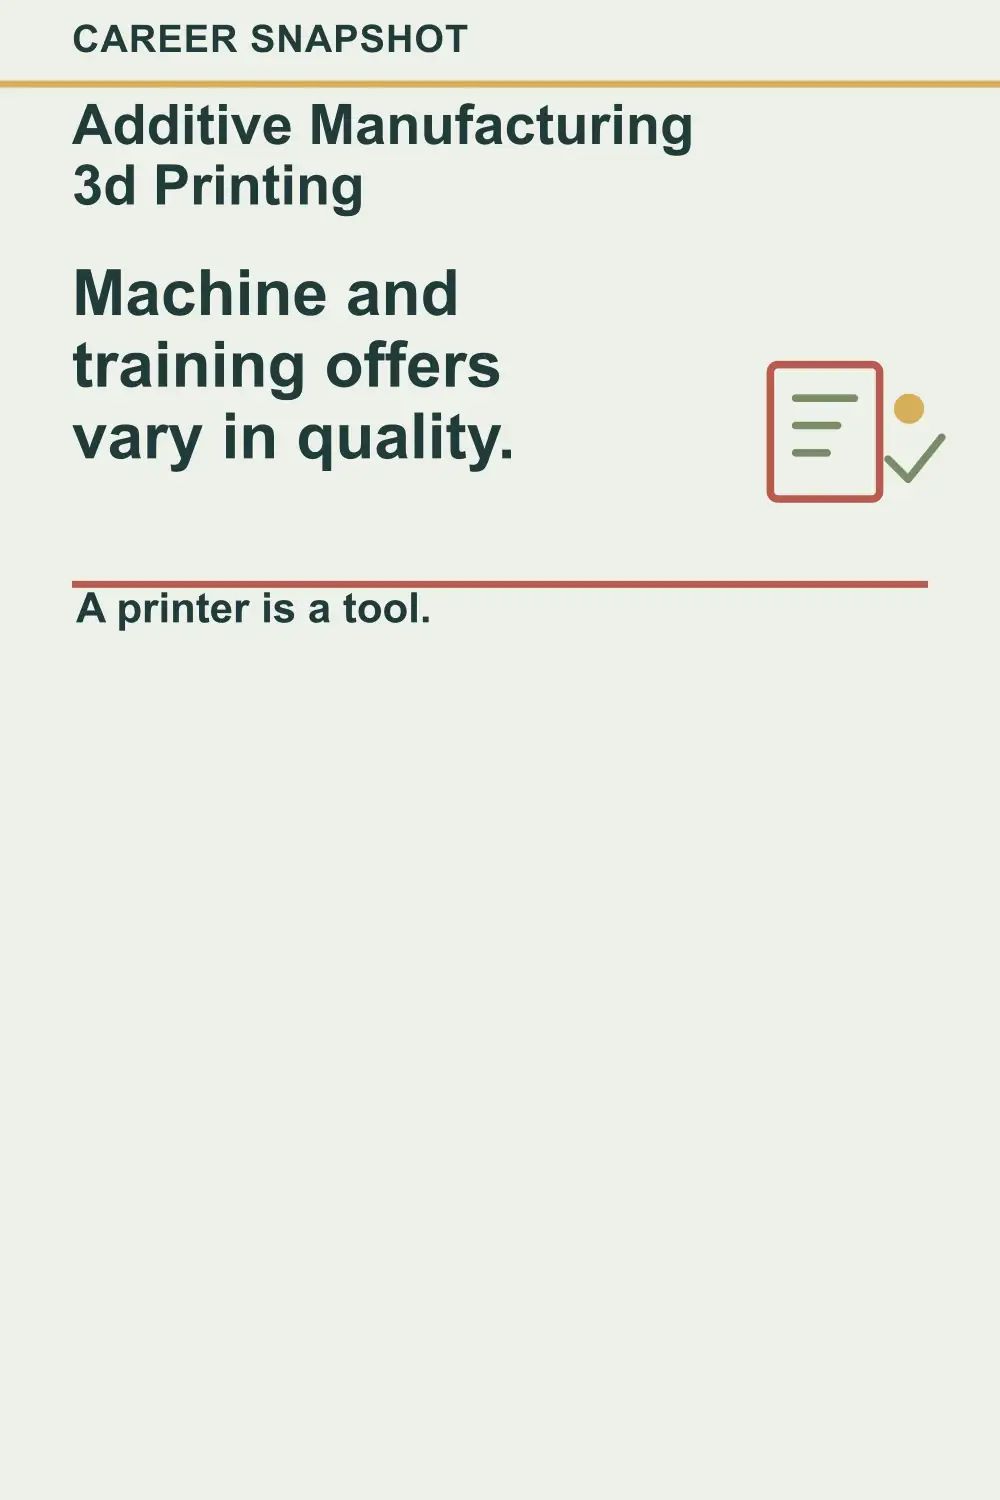 CAREER SNAPSHOT
Additive Manufacturing
3d Printing
Machine and
training offers
vary in quality.
A printer is a tool.